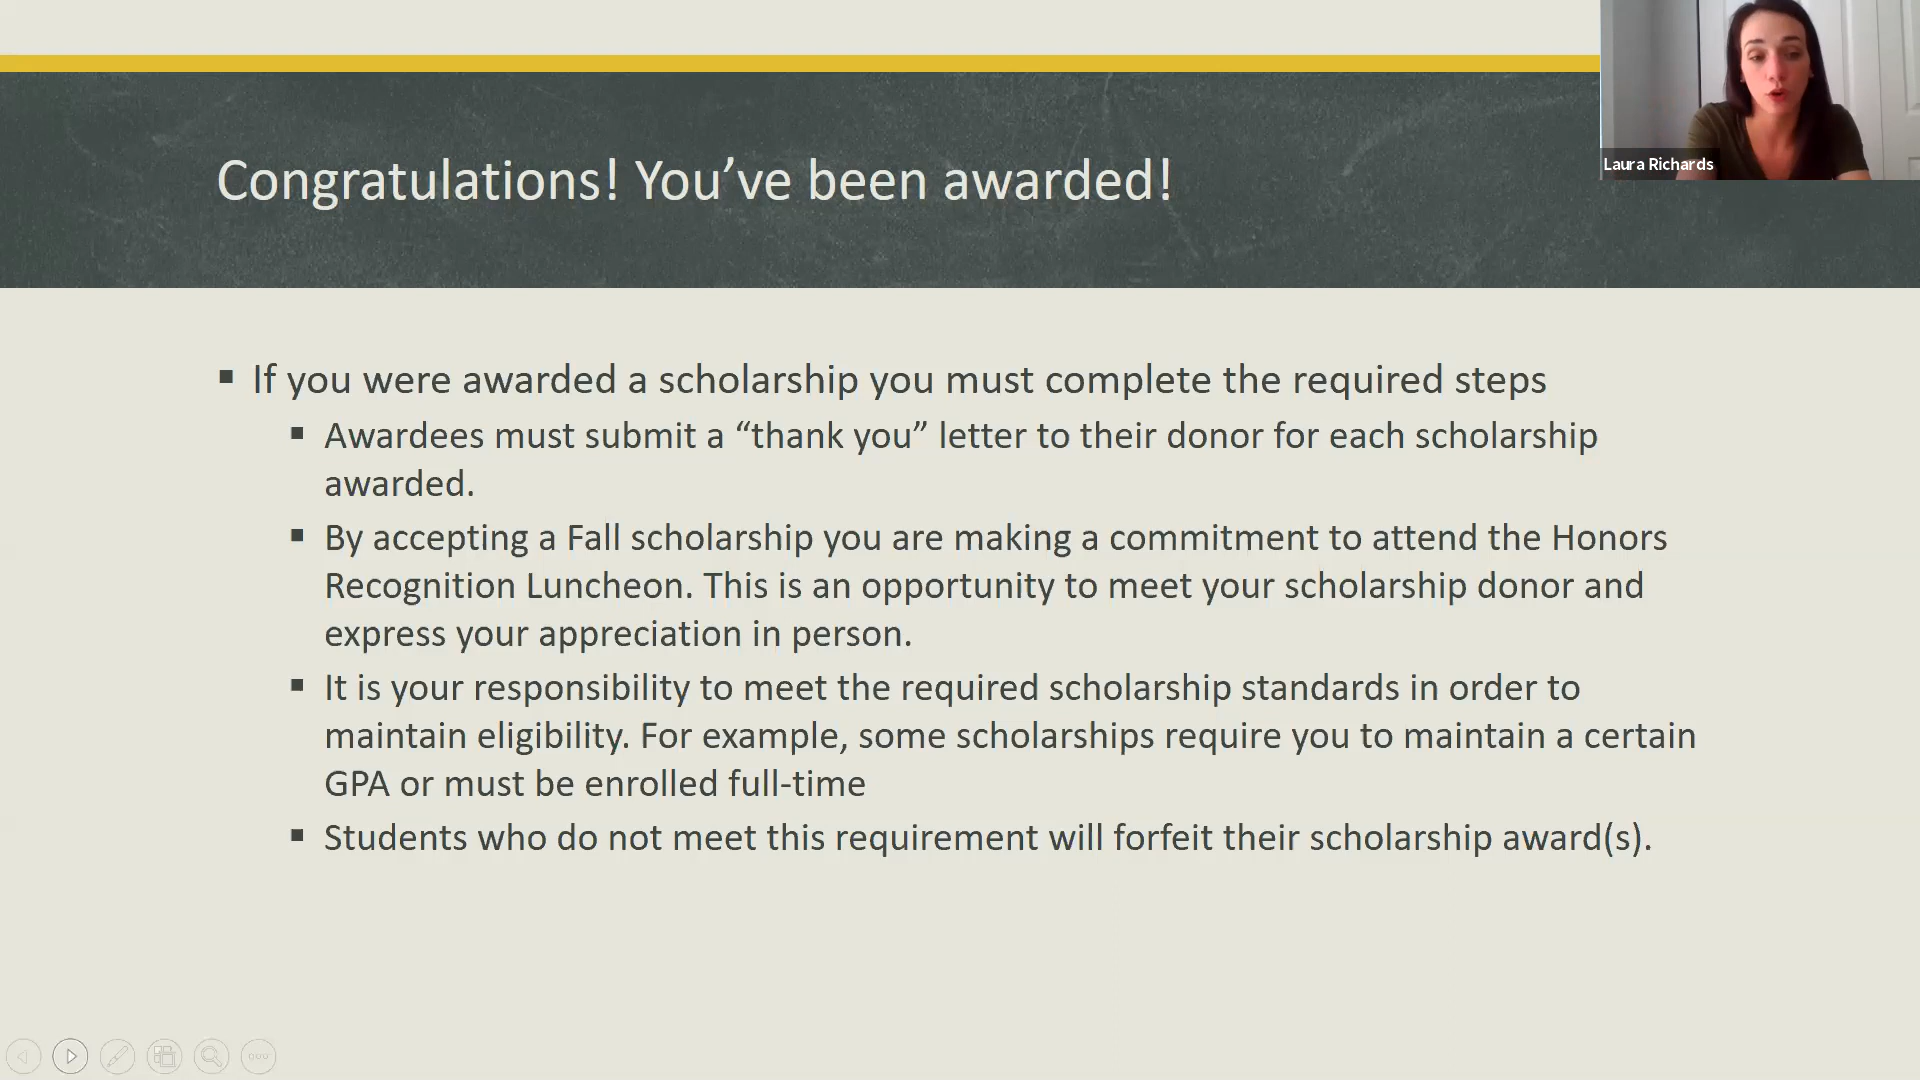 Laura Richards
Congratulations! You’ve been awarded!
▪ If you were awarded a scholarship you must complete the required steps
▪ Awardees must submit a “thank you” letter to their donor for each scholarship
awarded.
▪ By accepting a Fall scholarship you are making a commitment to attend the Honors
Recognition Luncheon. This is an opportunity to meet your scholarship donor and
express your appreciation in person.
▪ It is your responsibility to meet the required scholarship standards in order to
maintain eligibility. For example, some scholarships require you to maintain a certain
GPA or must be enrolled full-time
▪ Students who do not meet this requirement will forfeit their scholarship award(s).